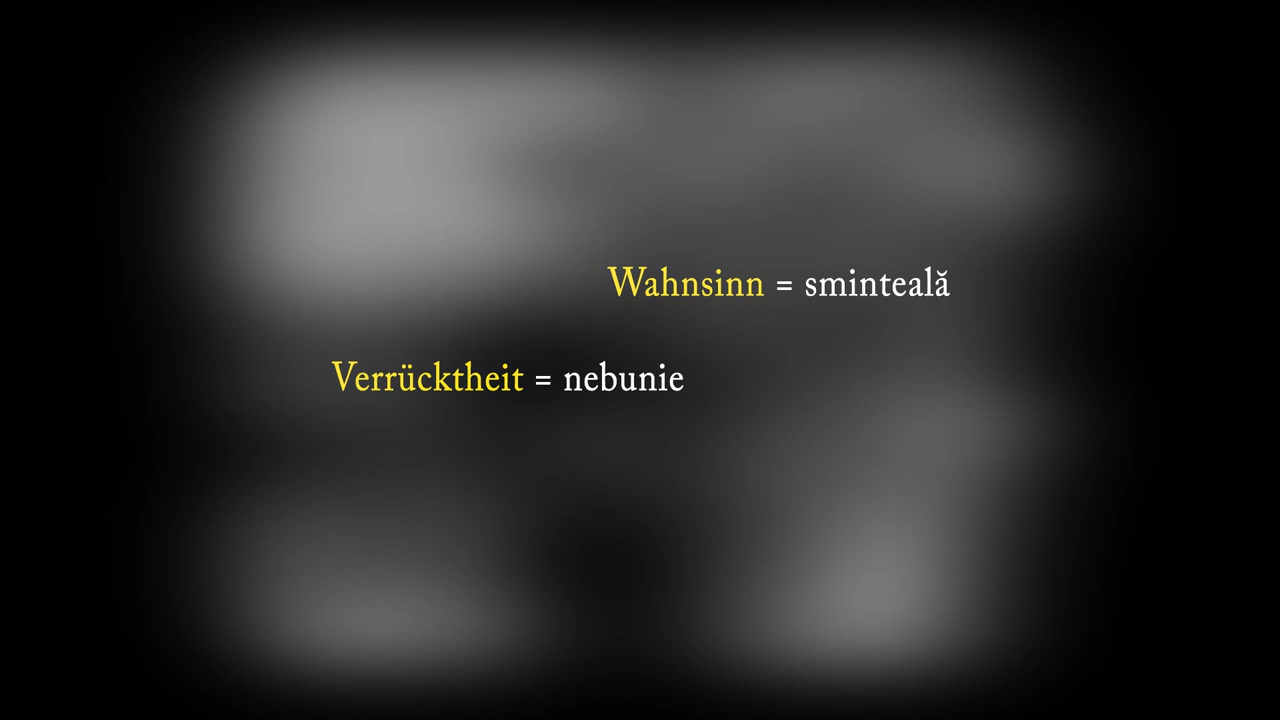 Wahnsinn = sminteală
Verrücktheit = nebunie